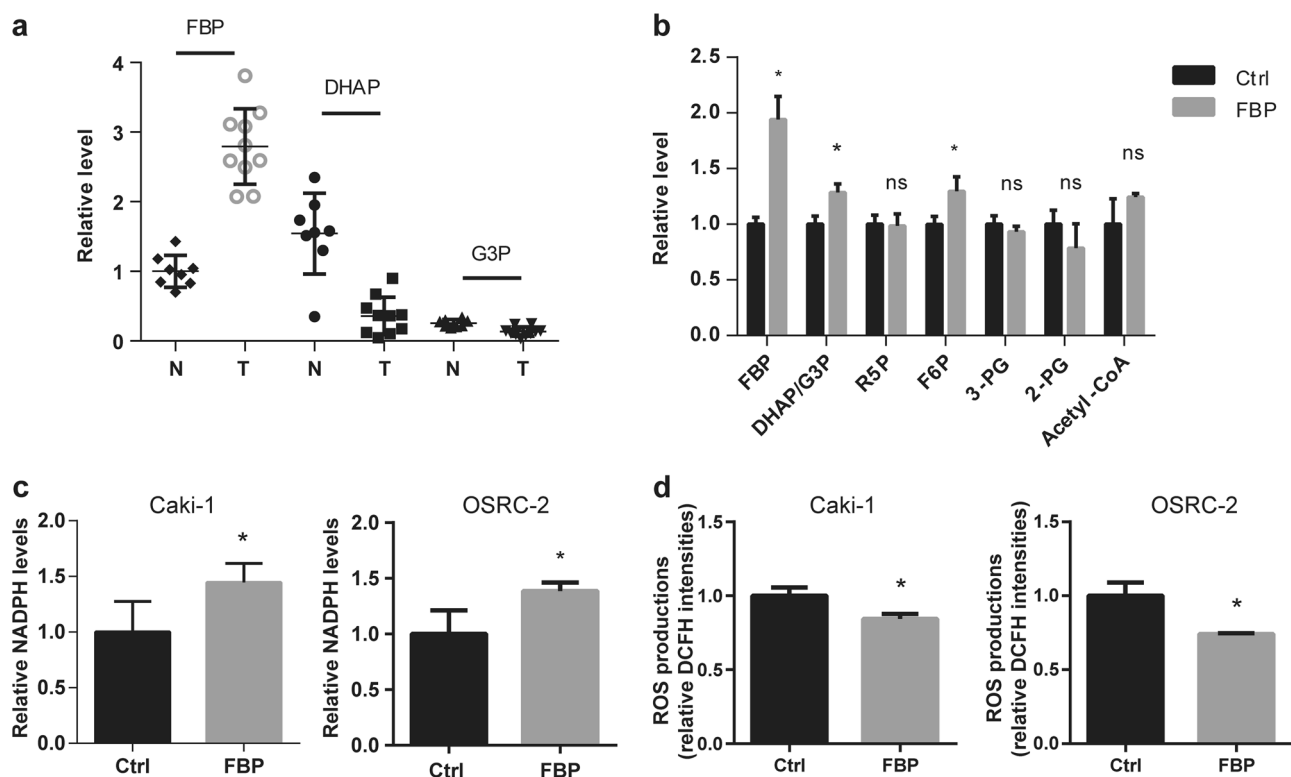 a
FBP
DHAP
G3P
Relative level
4
3
2
1
0
N
T
N
T
N
T
b
Relative level
2.5
2.0
1.5
1.0
0.5
0.0
*
*
ns
*
ns
ns
ns
Ctrl
FBP
FBP
DHAP/G3P
R5P
F6P
3-PG
2-PG
Acetyl-CoA
c
Caki-1
Relative NADPH levels
2.0
1.5
1.0
0.5
0.0
*
Ctrl
FBP
OSRC-2
Relative NADPH levels
2.0
1.5
1.0
0.5
0.0
*
Ctrl
FBP
d
Caki-1
ROS productions
(relative DCFH intensities)
1.5
1.0
0.5
0.0
*
Ctrl
FBP
OSRC-2
ROS productions
(relative DCFH intensities)
1.5
1.0
0.5
0.0
*
Ctrl
FBP